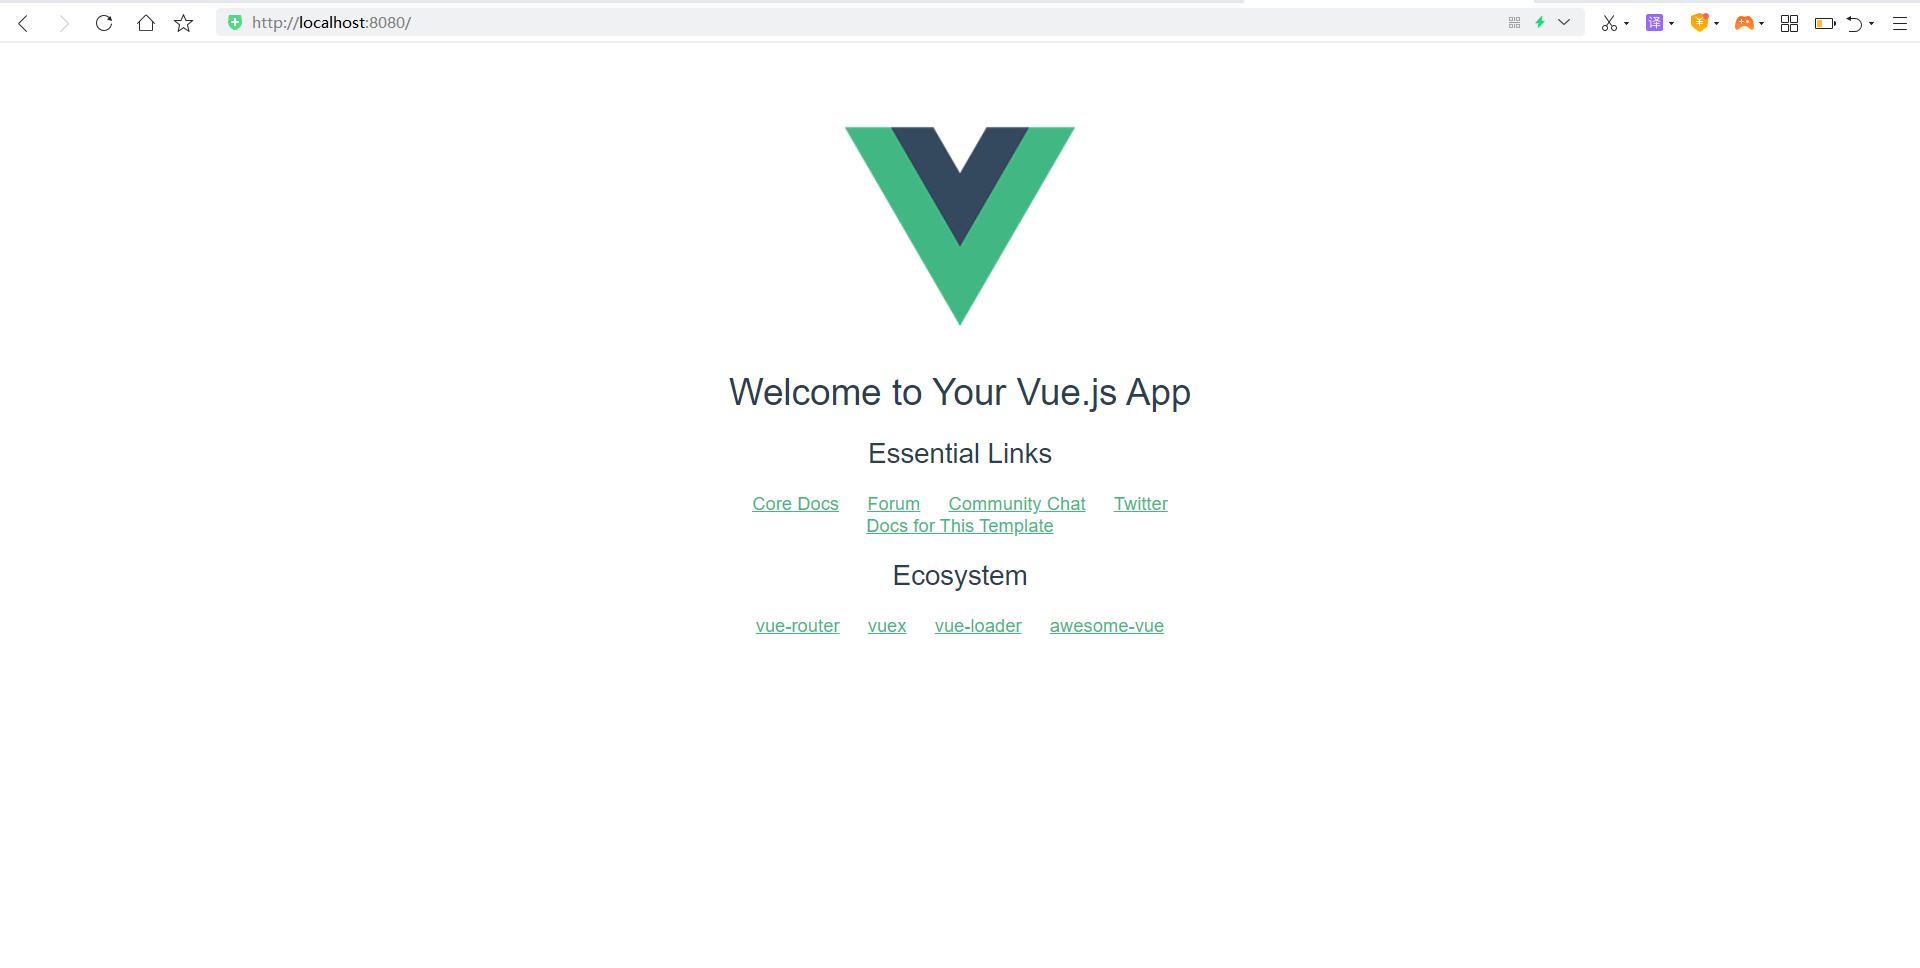 http://localhost:8080/
译
¥
Welcome to Your Vue.js App
Essential Links
Core Docs Forum Community Chat Twitter
Docs for This Template
Ecosystem
vue-router vuex vue-loader awesome-vue